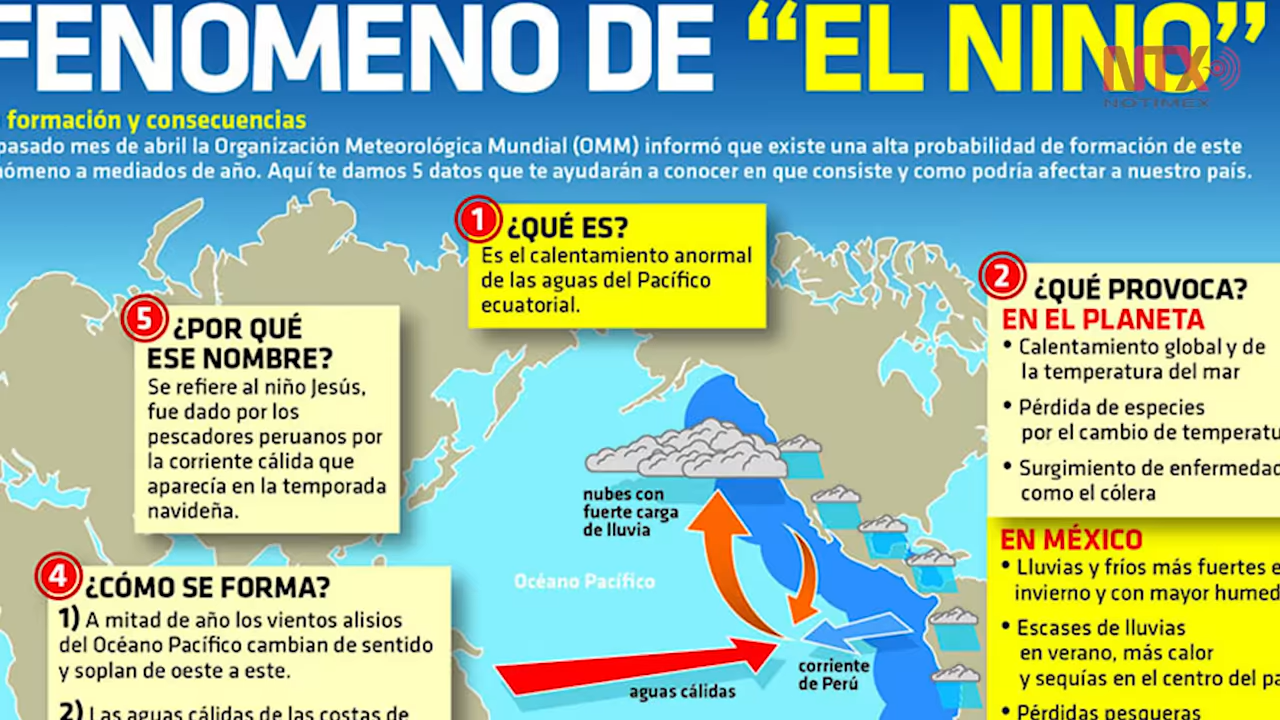 FENOMENO DE “EL NINO”
NTX
NOTIMEX
formación y consecuencias
pasado mes de abril la Organización Meteorológica Mundial (OMM) informó que existe una alta probabilidad de formación de este
nómeno a mediados de año. Aquí te damos 5 datos que te ayudarán a conocer en que consiste y como podría afectar a nuestro país.
1 ¿QUÉ ES?
Es el calentamiento anormal
de las aguas del Pacífico
ecuatorial.
2 ¿QUÉ PROVOCA?
EN EL PLANETA
• Calentamiento global y de
la temperatura del mar
• Pérdida de especies
por el cambio de temperatu
• Surgimiento de enfermedad
como el cólera
EN MÉXICO
• Lluvias y fríos más fuertes e
invierno y con mayor humed
• Escases de lluvias
en verano, más calor
y sequías en el centro del pa
• Pérdidas pesqueras
5 ¿POR QUÉ
ESE NOMBRE?
Se refiere al niño Jesús,
fue dado por los
pescadores peruanos por
la corriente cálida que
aparecía en la temporada
navideña.
4 ¿CÓMO SE FORMA?
1) A mitad de año los vientos alisios
del Océano Pacífico cambian de sentido
y soplan de oeste a este.
2) Las aguas cálidas de las costas de
nubes con
fuerte carga
de lluvia
Océano Pacífico
aguas cálidas
corriente
de Perú